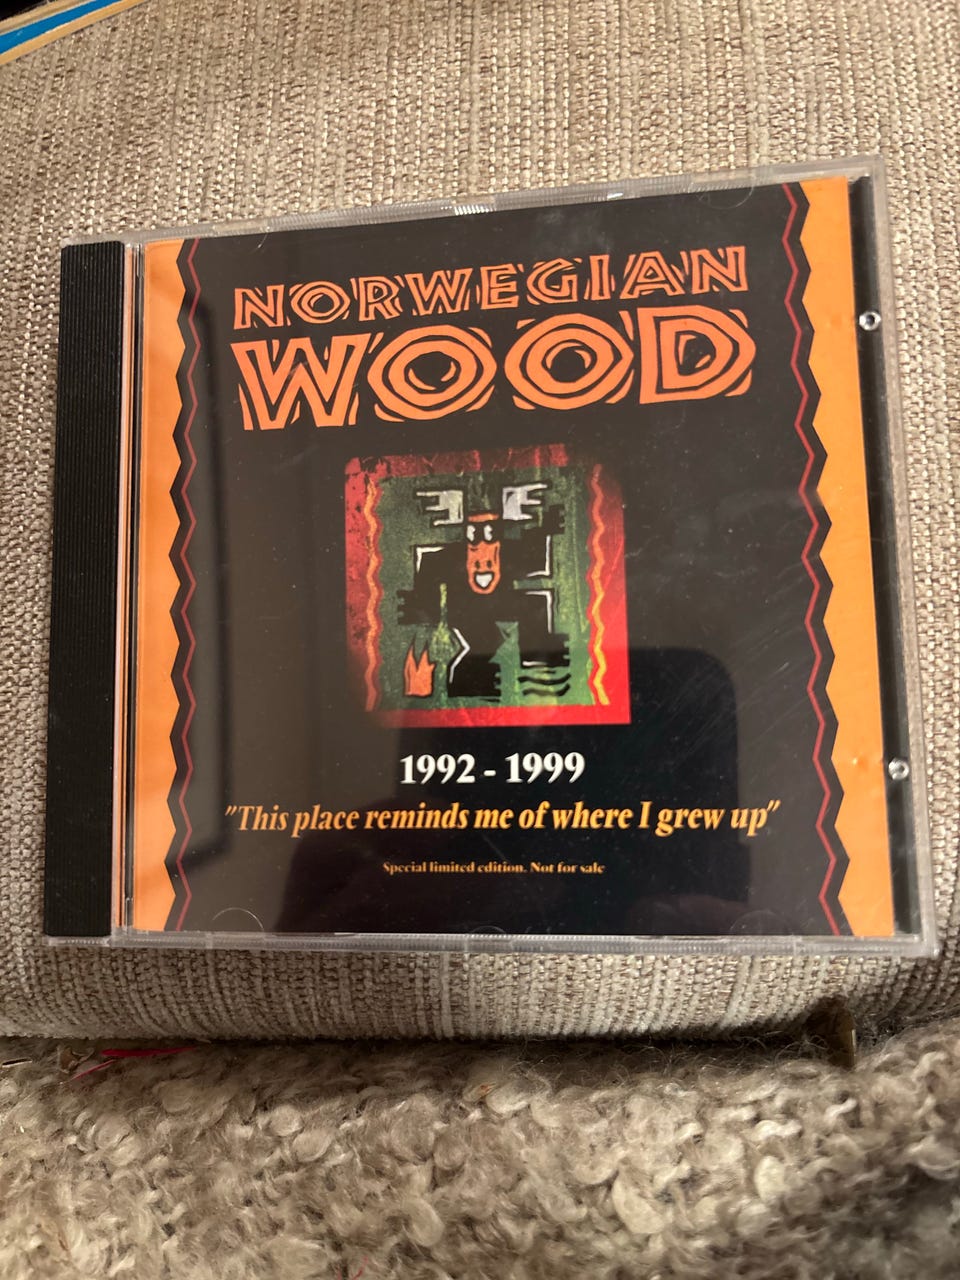 NORWEGIAN
WOOD
1992 - 1999
"This place reminds me of where I grew up"
Special limited edition. Not for sale